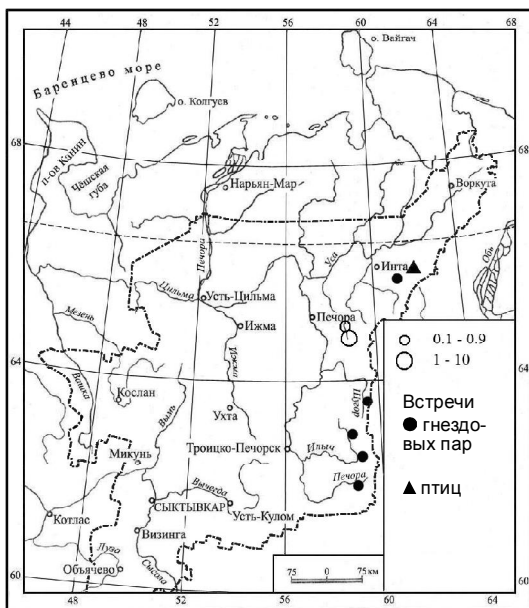 44 48 52 56 60 64 68
о. Вайгач
Баренцево море
о. Колгуев
68 68
п-ов Канин
Чёшская
губа
Нарьян-Мар
Воркута
Печора
Уса
Инта
Обь
Цильма
Усть-Цильма
Мезень
Ижма
Печора
0.1 - 0.9
1 - 10
64 64
Вашка
Кослан
Вымь
Ижма
Ухта
Щугор
Встречи
гнездо-
вых пар
Троицко-Печорск
Илыч
Микунь
Печора
птиц
Вычегда
СЫКТЫВКАР
Усть-Кулом
Котлас
Визинга
Луза
Объячево
Сысола
75 0 75 км
60 60
48 52 56 60